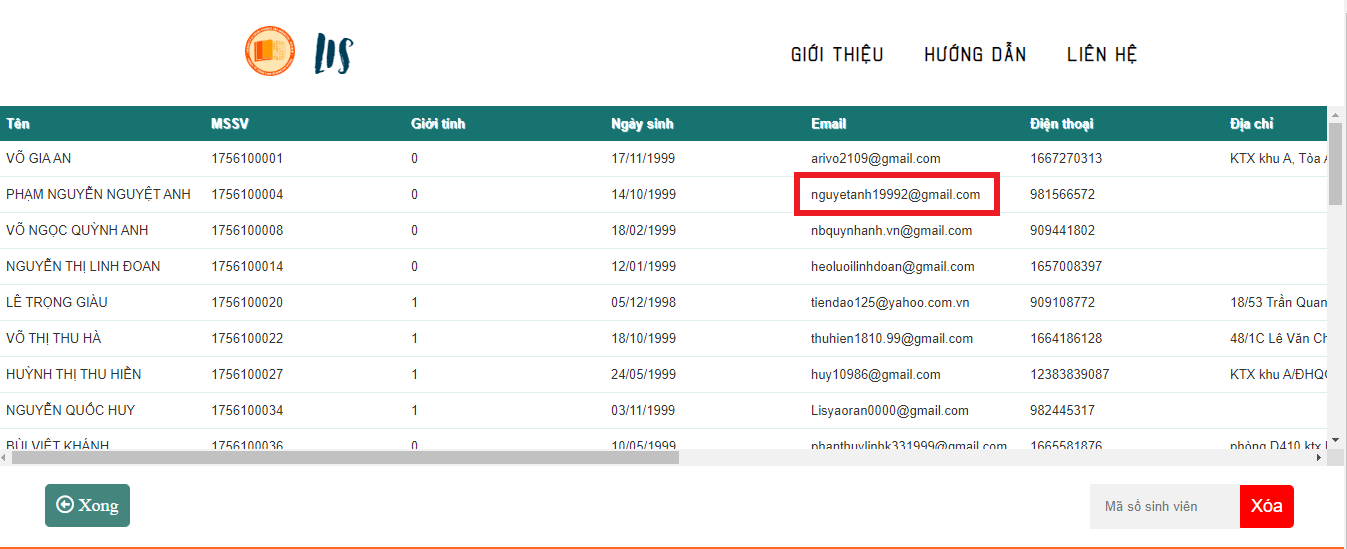 LIS
GIỚI THIỆU HƯỚNG DẪN LIÊN HỆ
Tên MSSV Giới tính Ngày sinh Email Điện thoại Địa chỉ
VÕ GIA AN 1756100001 0 17/11/1999 arivo2109@gmail.com 1667270313 KTX khu A, Tòa
PHẠM NGUYỄN NGUYỆT ANH 1756100004 0 14/10/1999 nguyetanh19992@gmail.com 981566572
VÕ NGỌC QUỲNH ANH 1756100008 0 18/02/1999 nbquynhanh.vn@gmail.com 909441802
NGUYỄN THỊ LINH ĐOAN 1756100014 0 12/01/1999 heoluoilinhdoan@gmail.com 1657008397
LÊ TRỌNG GIÀU 1756100020 1 05/12/1998 tiendao125@yahoo.com.vn 909108772 18/53 Trần Quan
VÕ THỊ THU HÀ 1756100022 1 18/10/1999 thuhien1810.99@gmail.com 1664186128 48/1C Lê Văn Ch
HUỲNH THỊ THU HIỀN 1756100027 1 24/05/1999 huy10986@gmail.com 12383839087 KTX khu A/ĐHQG
NGUYỄN QUỐC HUY 1756100034 1 03/11/1999 Lisyaoran0000@gmail.com 982445317
BÙI VIẾT KHÁNH 1756100036 0 10/05/1999 phanthuylinhk331999@gmail.com 1665581876 phòng D410 ktx
Xong Mã số sinh viên Xóa